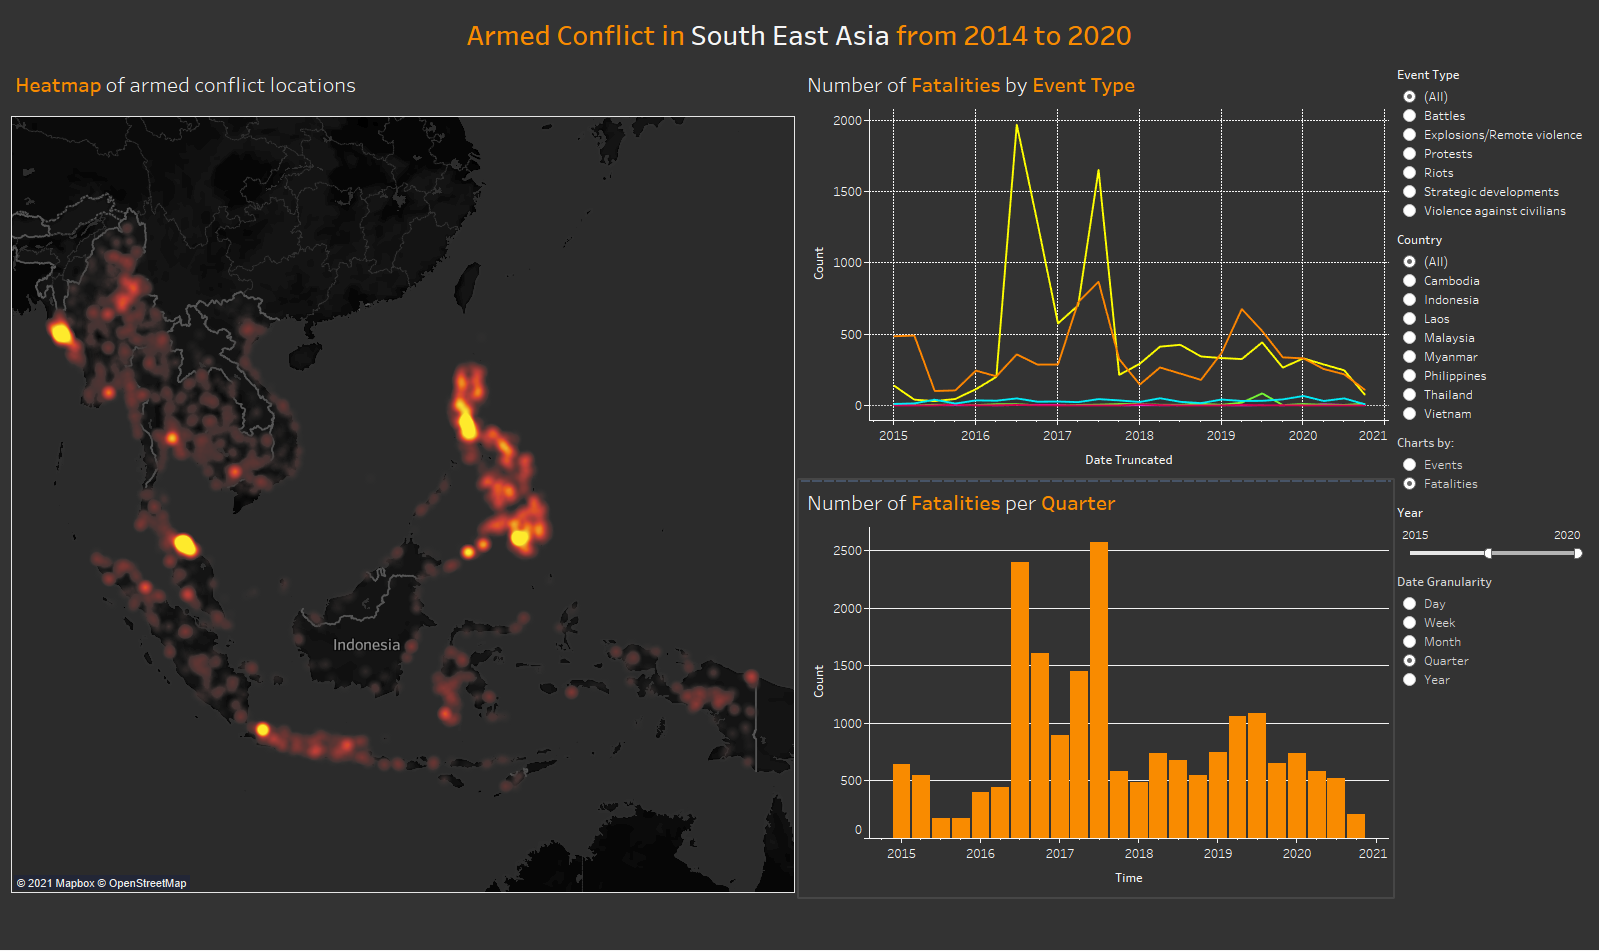 Armed Conflict in South East Asia from 2014 to 2020
Heatmap of armed conflict locations
Indonesia
© 2021 Mapbox © OpenStreetMap
Number of Fatalities by Event Type
2000
1500
1000
500
0
Count
2015 2016 2017 2018 2019 2020 2021
Date Truncated
Number of Fatalities per Quarter
2500
2000
1500
1000
500
0
Count
2015 2016 2017 2018 2019 2020 2021
Time
Event Type
(All)
Battles
Explosions/Remote violence
Protests
Riots
Strategic developments
Violence against civilians
Country
(All)
Cambodia
Indonesia
Laos
Malaysia
Myanmar
Philippines
Thailand
Vietnam
Charts by:
Events
Fatalities
Year
2015 2020
Date Granularity
Day
Week
Month
Quarter
Year